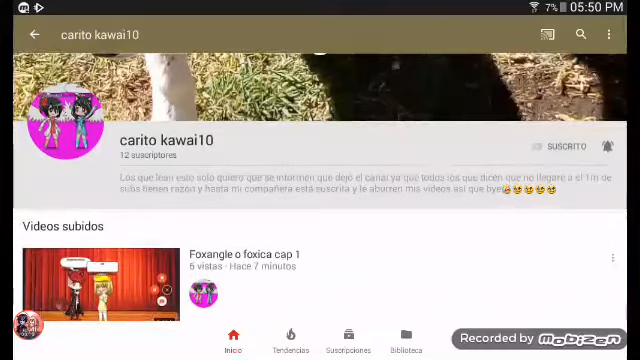 7% 05:50 PM
carito kawai10
carito kawai10
12 suscriptores
SUSCRITO
Los que lean esto solo quiero que se informen que dejó el canal ya que todos los que dicen que no llegare a el 1m de
subs tienen razón y hasta mi compañera está suscrita y le aburren mis videos así que bye
Videos subidos
Foxangle o foxica cap 1
6 vistas · Hace 7 minutos
Inicio
Tendencias
Suscripciones
Biblioteca
Recorded by Mobizen